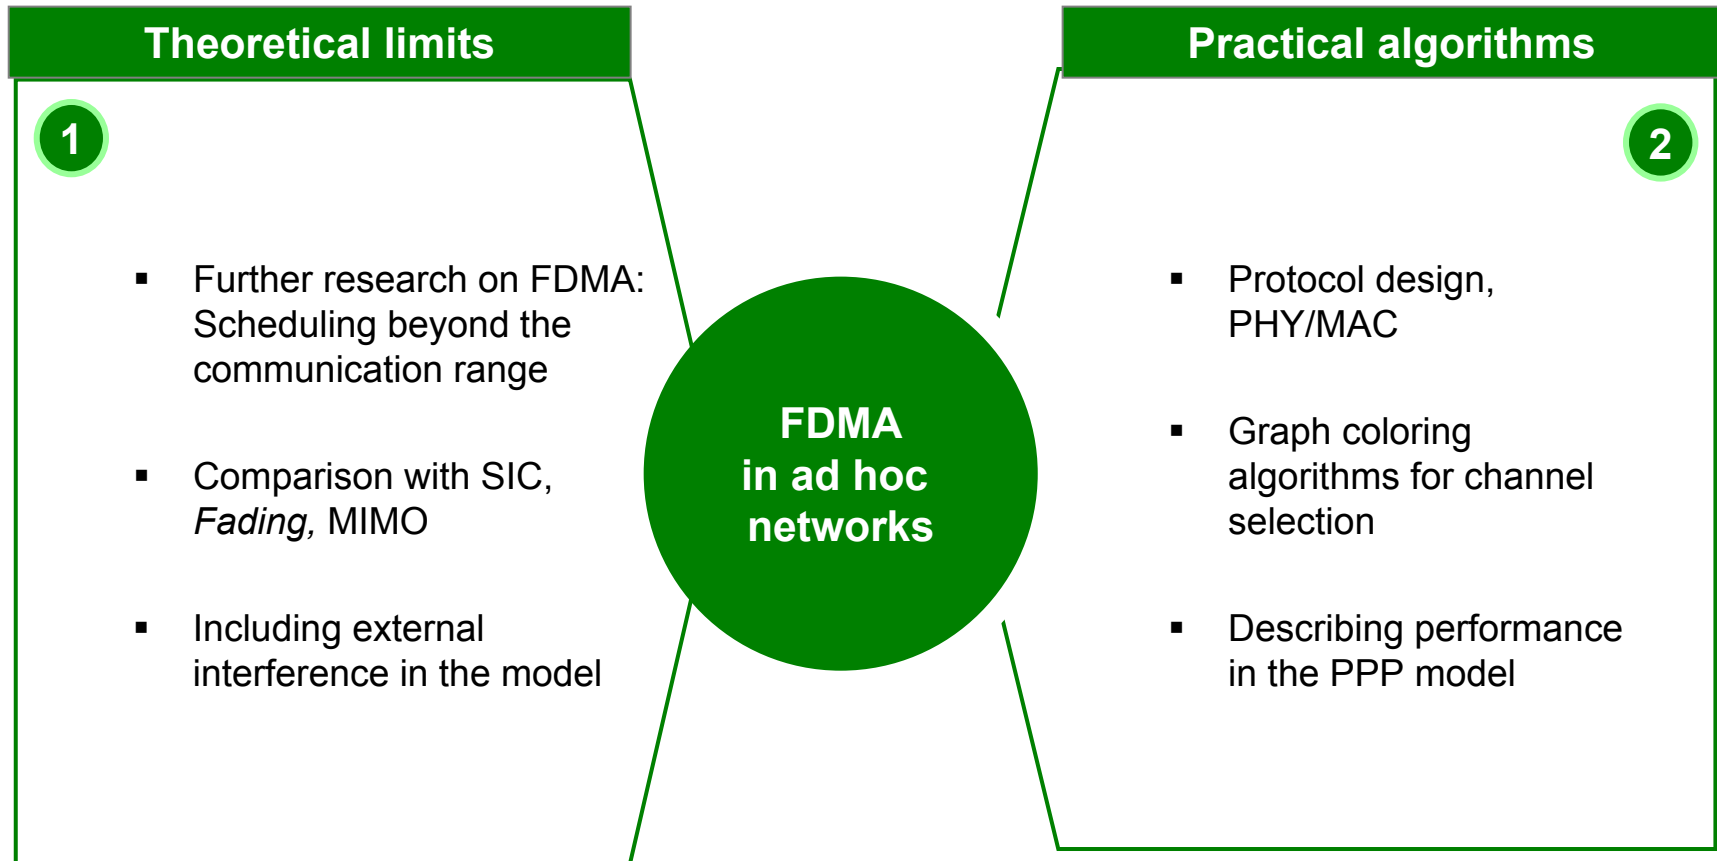 Theoretical limits
1
▪ Further research on FDMA:
Scheduling beyond the
communication range
▪ Comparison with SIC,
Fading, MIMO
▪ Including external
interference in the model
FDMA
in ad hoc
networks
Practical algorithms
2
▪ Protocol design,
PHY/MAC
▪ Graph coloring
algorithms for channel
selection
▪ Describing performance
in the PPP model